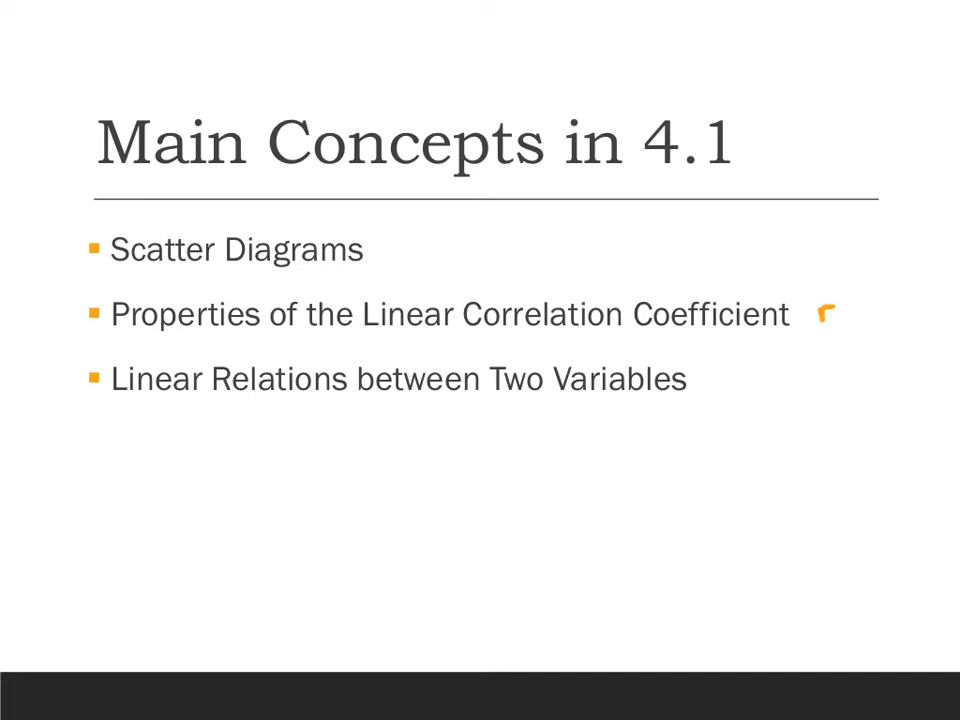 Main Concepts in 4.1
▪ Scatter Diagrams
▪ Properties of the Linear Correlation Coefficient r
▪ Linear Relations between Two Variables